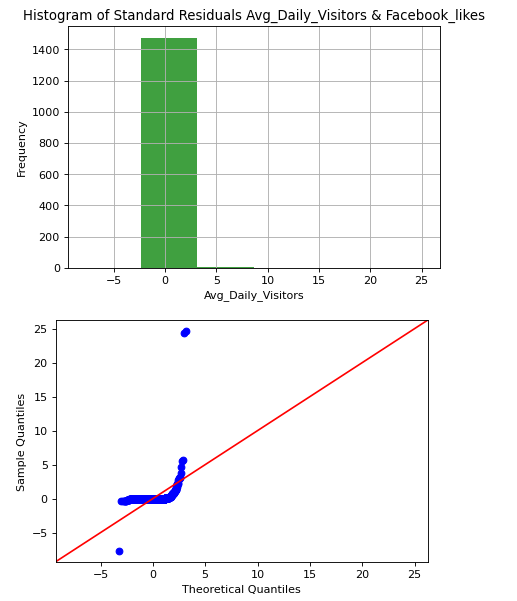 Histogram of Standard Residuals Avg_Daily_Visitors & Facebook_likes
1400
1200
1000
800
600
400
200
0
Frequency
−5 0 5 10 15 20 25
Avg_Daily_Visitors
25
20
15
10
5
0
−5
Sample Quantiles
−5 0 5 10 15 20 25
Theoretical Quantiles